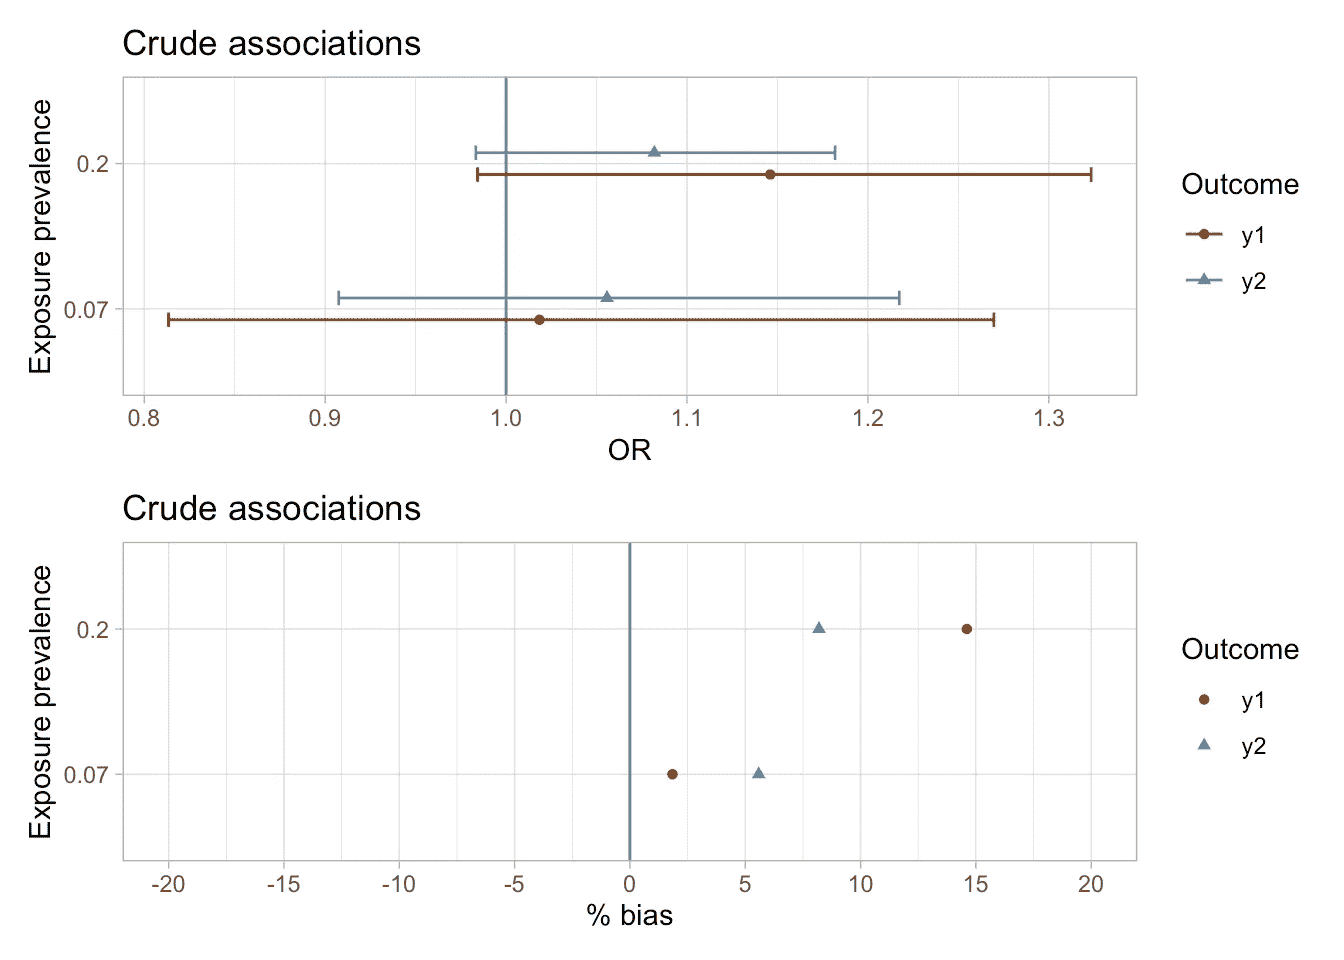 Crude associations
Exposure prevalence
0.2
0.07
0.8 0.9 1.0 1.1 1.2 1.3
OR
Outcome
y1
y2
Crude associations
Exposure prevalence
0.2
0.07
-20 -15 -10 -5 0 5 10 15 20
% bias
Outcome
y1
y2